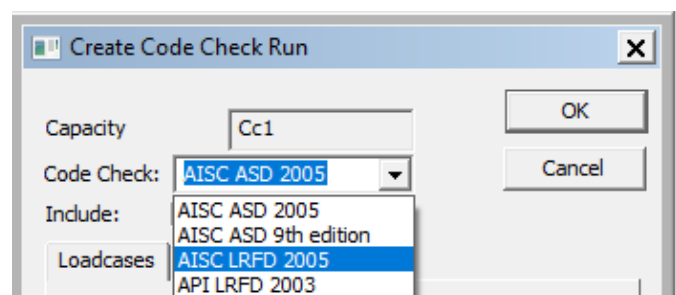 Create Code Check Run
OK
Capacity Cc1
Cancel
Code Check: AISC ASD 2005
Include:
AISC ASD 2005
AISC ASD 9th edition
Loadcases
AISC LRFD 2005
API LRFD 2003